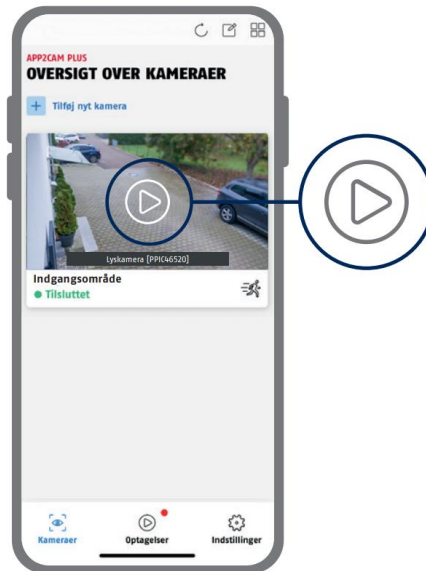 APP2CAM PLUS
OVERSIGT OVER KAMERAER
+ Tilføj nyt kamera
Lyskamera [PPIC46520]
Indgangsområde
Tilsluttet
Kameraer
Optagelser
Indstillinger